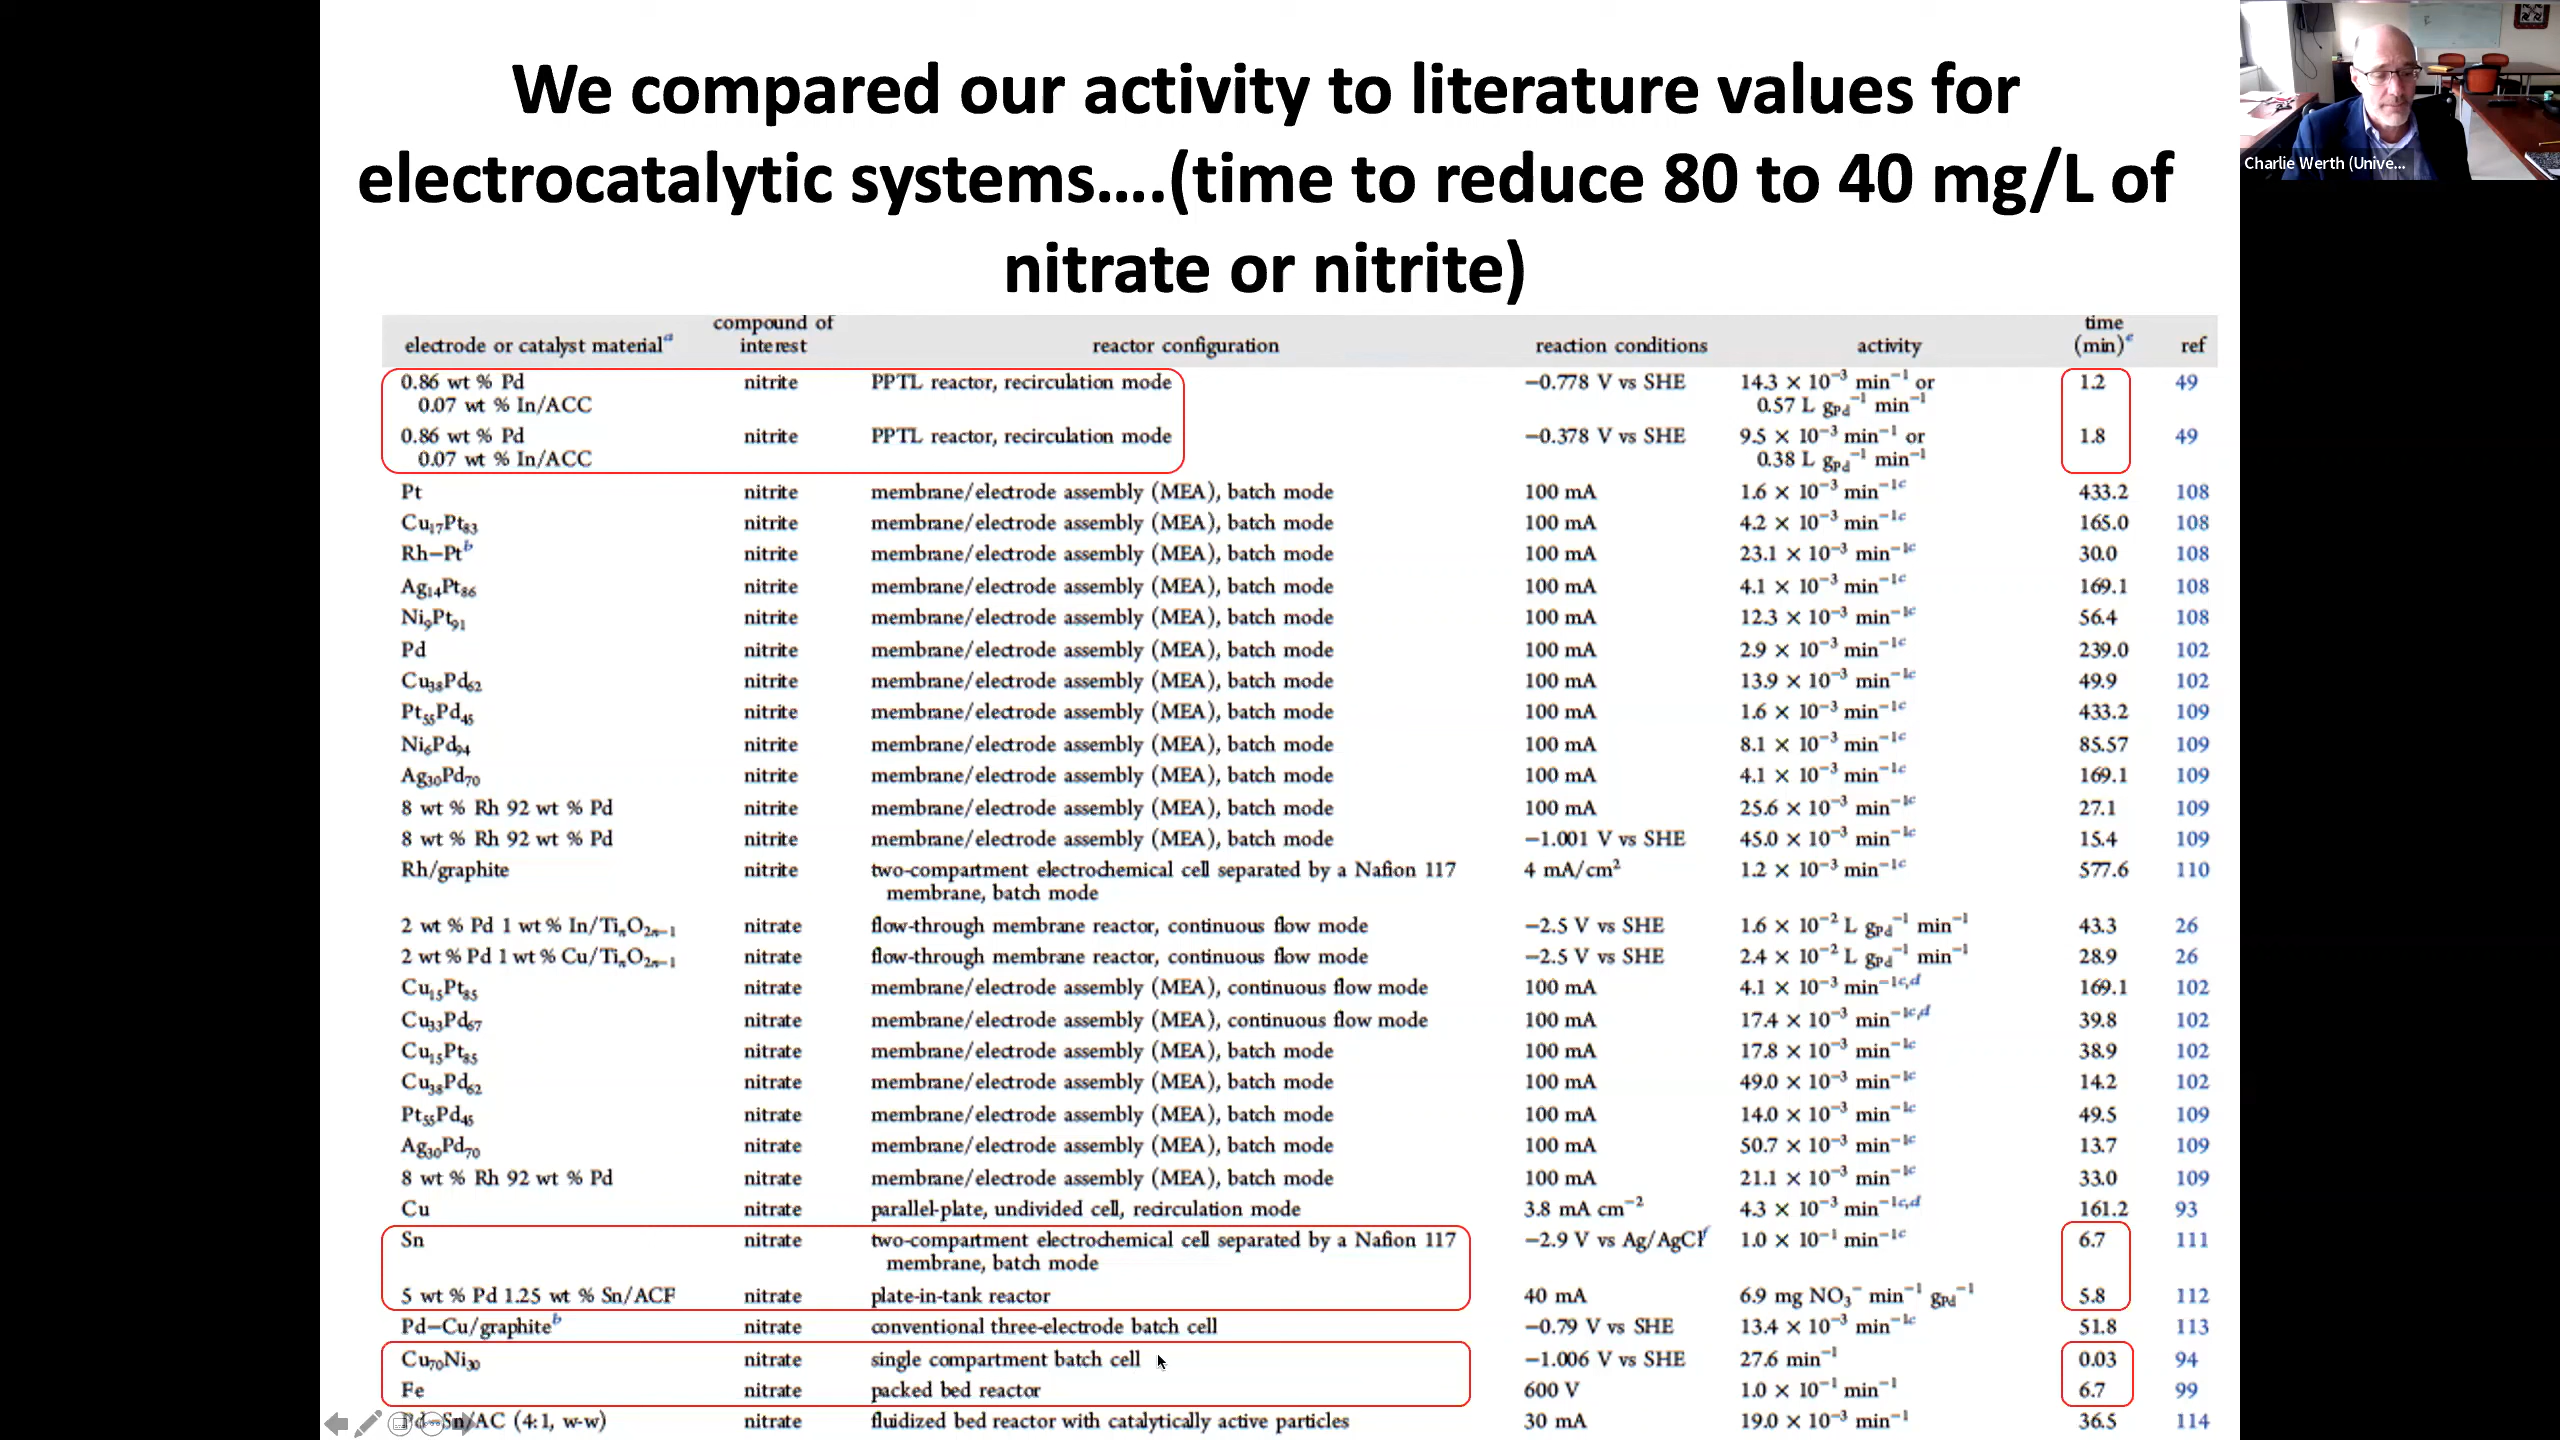 We compared our activity to literature values for
electrocatalytic systems....(time to reduce 80 to 40 mg/L of
nitrate or nitrite)
Charlie Werth (Unive...
electrode or catalyst materialᵃ compound of interest reactor configuration reaction conditions activity time (min)ᵉ ref
0.86 wt % Pd nitrite PPTL reactor, recirculation mode −0.778 V vs SHE 14.3 × 10⁻³ min⁻¹ or 1.2 49
0.07 wt % In/ACC 0.57 L gPd⁻¹ min⁻¹
0.86 wt % Pd nitrite PPTL reactor, recirculation mode −0.378 V vs SHE 9.5 × 10⁻³ min⁻¹ or 1.8 49
0.07 wt % In/ACC 0.38 L gPd⁻¹ min⁻¹
Pt nitrite membrane/electrode assembly (MEA), batch mode 100 mA 1.6 × 10⁻³ min⁻¹ᶜ 433.2 108
Cu₁₇Pt₈₃ nitrite membrane/electrode assembly (MEA), batch mode 100 mA 4.2 × 10⁻³ min⁻¹ᶜ 165.0 108
Rh−Ptᵇ nitrite membrane/electrode assembly (MEA), batch mode 100 mA 23.1 × 10⁻³ min⁻¹ᶜ 30.0 108
Ag₁₄Pt₈₆ nitrite membrane/electrode assembly (MEA), batch mode 100 mA 4.1 × 10⁻³ min⁻¹ᶜ 169.1 108
Ni₉Pt₉₁ nitrite membrane/electrode assembly (MEA), batch mode 100 mA 12.3 × 10⁻³ min⁻¹ᶜ 56.4 108
Pd nitrite membrane/electrode assembly (MEA), batch mode 100 mA 2.9 × 10⁻³ min⁻¹ᶜ 239.0 102
Cu₃₈Pd₆₂ nitrite membrane/electrode assembly (MEA), batch mode 100 mA 13.9 × 10⁻³ min⁻¹ᶜ 49.9 102
Pt₅₅Pd₄₅ nitrite membrane/electrode assembly (MEA), batch mode 100 mA 1.6 × 10⁻³ min⁻¹ᶜ 433.2 109
Ni₆Pd₉₄ nitrite membrane/electrode assembly (MEA), batch mode 100 mA 8.1 × 10⁻³ min⁻¹ᶜ 85.57 109
Ag₃₀Pd₇₀ nitrite membrane/electrode assembly (MEA), batch mode 100 mA 4.1 × 10⁻³ min⁻¹ᶜ 169.1 109
8 wt % Rh 92 wt % Pd nitrite membrane/electrode assembly (MEA), batch mode 100 mA 25.6 × 10⁻³ min⁻¹ᶜ 27.1 109
8 wt % Rh 92 wt % Pd nitrite membrane/electrode assembly (MEA), batch mode −1.001 V vs SHE 45.0 × 10⁻³ min⁻¹ᶜ 15.4 109
Rh/graphite nitrite two-compartment electrochemical cell separated by a Nafion 117 4 mA/cm² 1.2 × 10⁻³ min⁻¹ᶜ 577.6 110
membrane, batch mode
2 wt % Pd 1 wt % In/TiₙO₂ₙ₋₁ nitrate flow-through membrane reactor, continuous flow mode −2.5 V vs SHE 1.6 × 10⁻² L gPd⁻¹ min⁻¹ 43.3 26
2 wt % Pd 1 wt % Cu/TiₙO₂ₙ₋₁ nitrate flow-through membrane reactor, continuous flow mode −2.5 V vs SHE 2.4 × 10⁻² L gPd⁻¹ min⁻¹ 28.9 26
Cu₁₅Pt₈₅ nitrate membrane/electrode assembly (MEA), continuous flow mode 100 mA 4.1 × 10⁻³ min⁻¹ᶜ,ᵈ 169.1 102
Cu₃₃Pd₆₇ nitrate membrane/electrode assembly (MEA), continuous flow mode 100 mA 17.4 × 10⁻³ min⁻¹ᶜ,ᵈ 39.8 102
Cu₁₅Pt₈₅ nitrate membrane/electrode assembly (MEA), batch mode 100 mA 17.8 × 10⁻³ min⁻¹ᶜ 38.9 102
Cu₃₈Pd₆₂ nitrate membrane/electrode assembly (MEA), batch mode 100 mA 49.0 × 10⁻³ min⁻¹ᶜ 14.2 102
Pt₅₅Pd₄₅ nitrate membrane/electrode assembly (MEA), batch mode 100 mA 14.0 × 10⁻³ min⁻¹ᶜ 49.5 109
Ag₃₀Pd₇₀ nitrate membrane/electrode assembly (MEA), batch mode 100 mA 50.7 × 10⁻³ min⁻¹ᶜ 13.7 109
8 wt % Rh 92 wt % Pd nitrate membrane/electrode assembly (MEA), batch mode 100 mA 21.1 × 10⁻³ min⁻¹ᶜ 33.0 109
Cu nitrate parallel-plate, undivided cell, recirculation mode 3.8 mA cm⁻² 4.3 × 10⁻³ min⁻¹ᶜ,ᵈ 161.2 93
Sn nitrate two-compartment electrochemical cell separated by a Nafion 117 −2.9 V vs Ag/AgClᶠ 1.0 × 10⁻¹ min⁻¹ᶜ 6.7 111
membrane, batch mode
5 wt % Pd 1.25 wt % Sn/ACF nitrate plate-in-tank reactor 40 mA 6.9 mg NO₃⁻ min⁻¹ gPd⁻¹ 5.8 112
Pd−Cu/graphiteᵇ nitrate conventional three-electrode batch cell −0.79 V vs SHE 13.4 × 10⁻³ min⁻¹ᶜ 51.8 113
Cu₇₀Ni₃₀ nitrate single compartment batch cell −1.006 V vs SHE 27.6 min⁻¹ 0.03 94
Fe nitrate packed bed reactor 600 V 1.0 × 10⁻¹ min⁻¹ 6.7 99
Pd−Sn/AC (4:1, w-w) nitrate fluidized bed reactor with catalytically active particles 30 mA 19.0 × 10⁻³ min⁻¹ 36.5 114